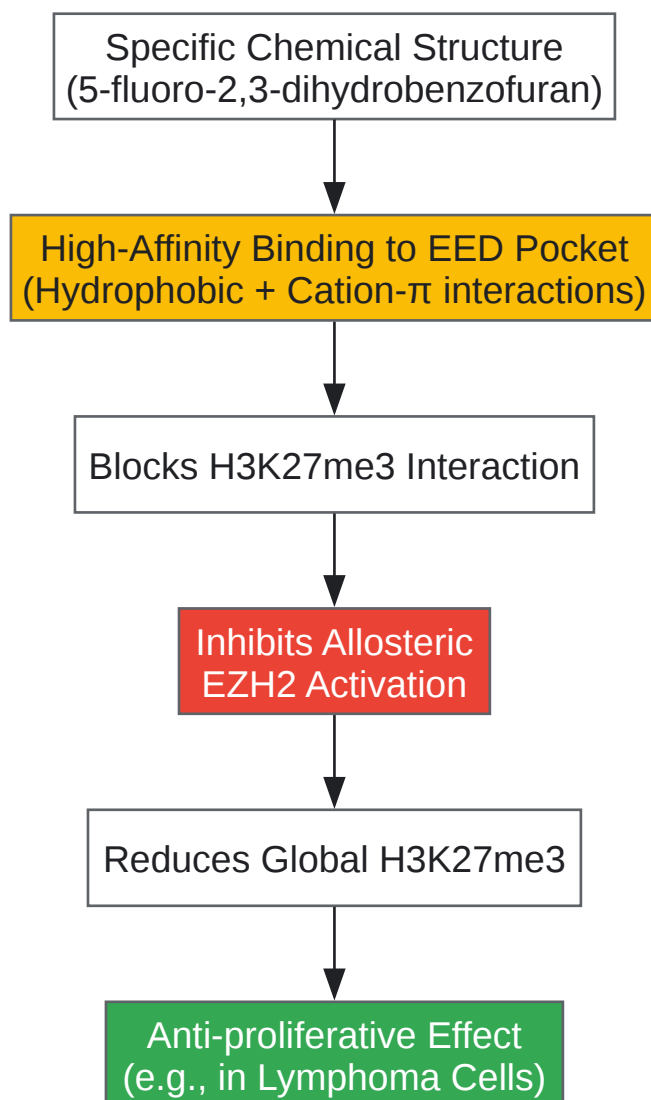 Specific Chemical Structure
(5-fluoro-2,3-dihydrobenzofuran)
High-Affinity Binding to EED Pocket
(Hydrophobic + Cation-π interactions)
Blocks H3K27me3 Interaction
Inhibits Allosteric
EZH2 Activation
Reduces Global H3K27me3
Anti-proliferative Effect
(e.g., in Lymphoma Cells)